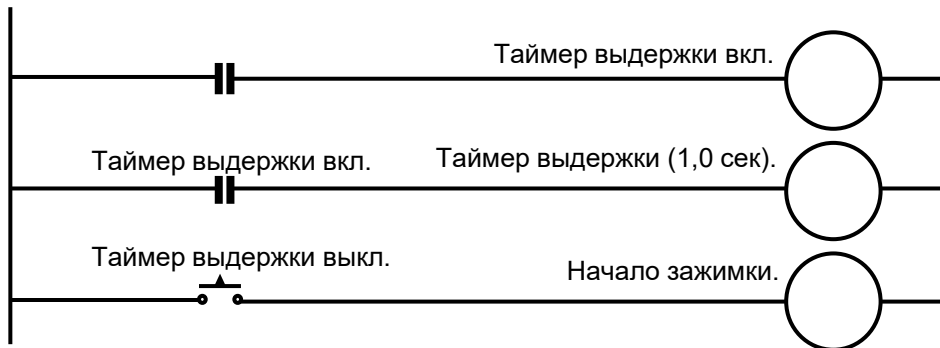 Таймер выдержки вкл.
Таймер выдержки вкл.
Таймер выдержки (1,0 сек).
Таймер выдержки выкл.
Начало зажимки.